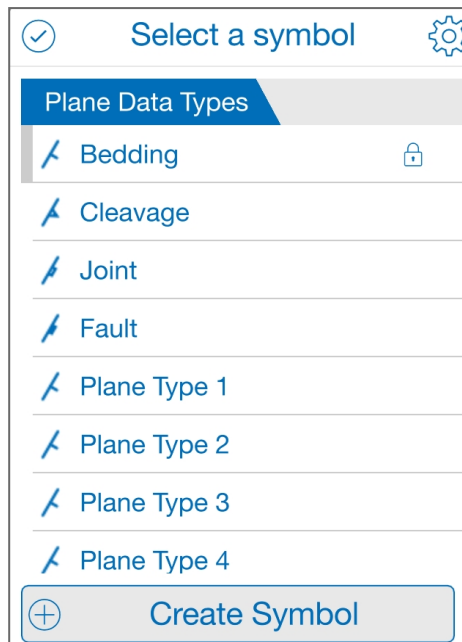 Select a symbol
Plane Data Types
Bedding
Cleavage
Joint
Fault
Plane Type 1
Plane Type 2
Plane Type 3
Plane Type 4
Create Symbol